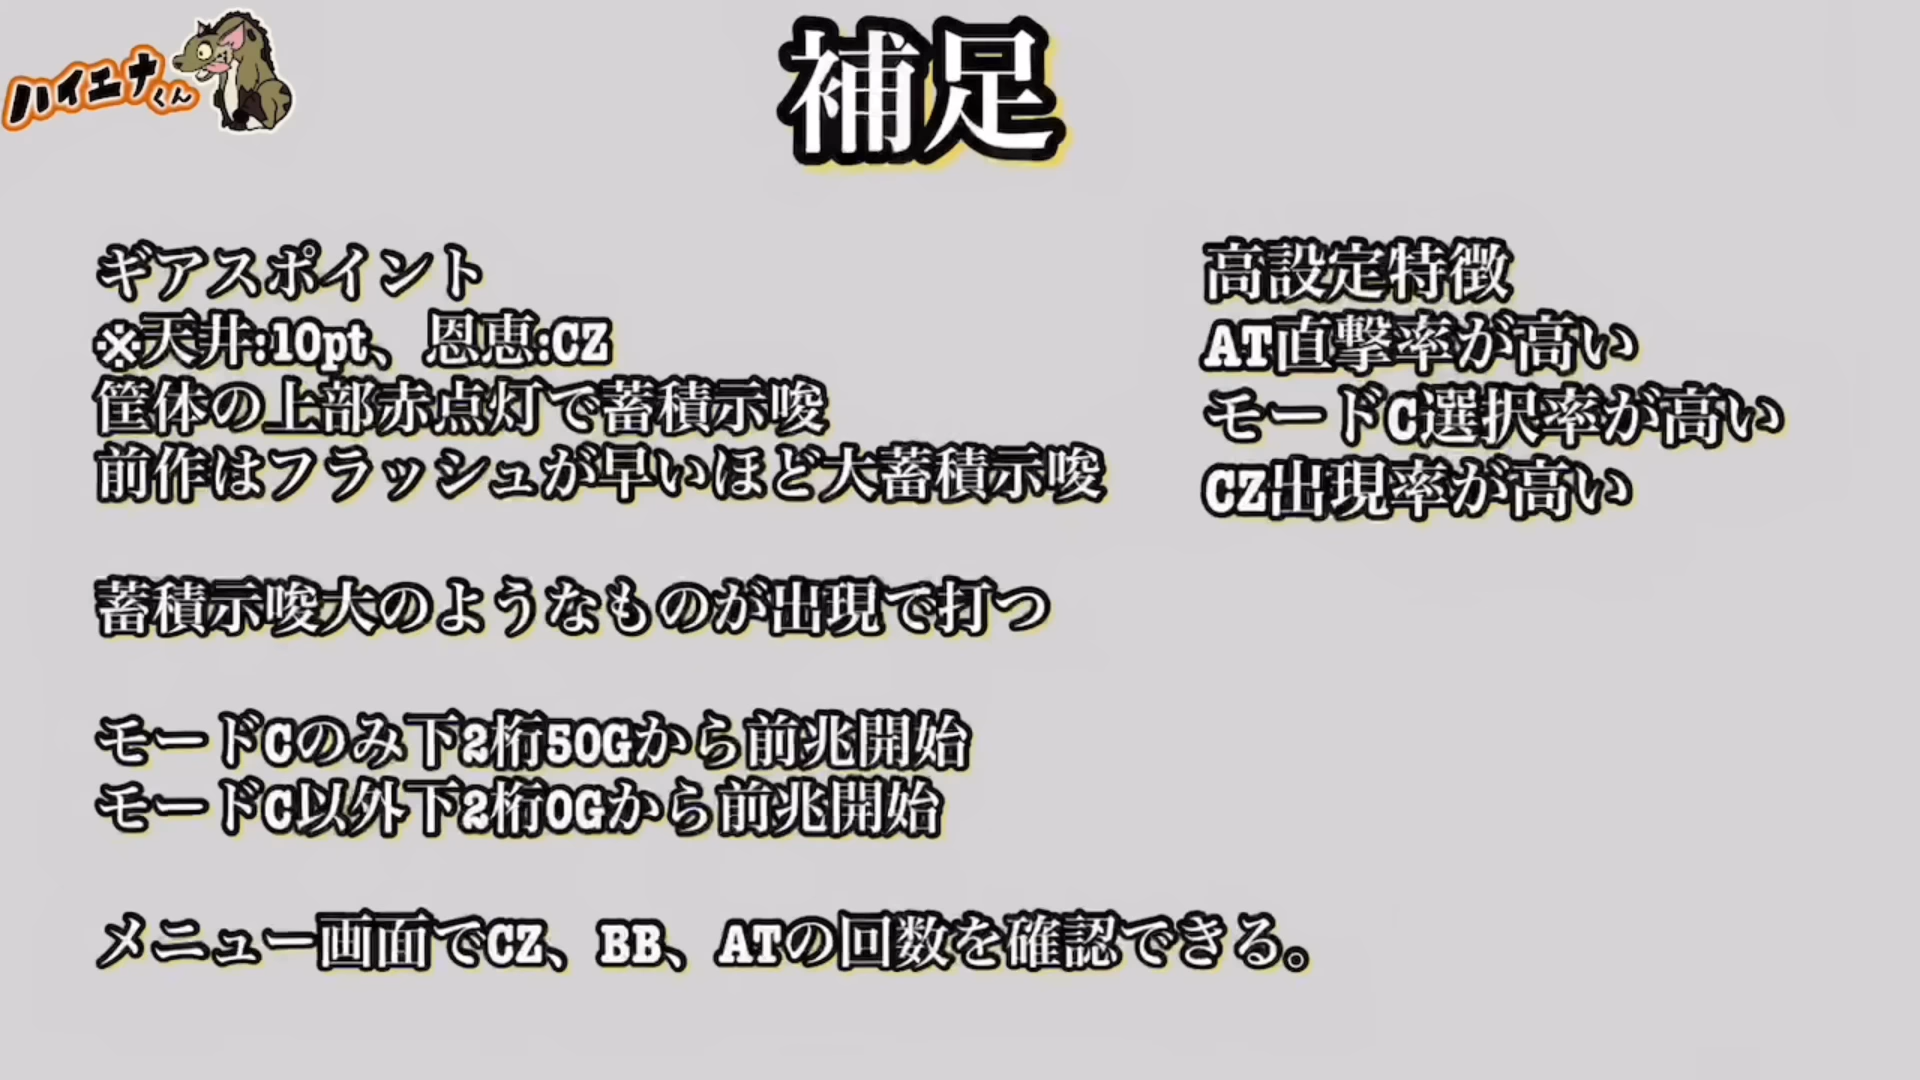 ハイエナくん
補足
ギアスポイント
※天井:10pt、恩恵:CZ
筐体の上部赤点灯で蓄積示唆
前作はフラッシュが早いほど大蓄積示唆
蓄積示唆大のようなものが出現で打つ
モードCのみ下2桁50Gから前兆開始
モードC以外下2桁0Gから前兆開始
メニュー画面でCZ、BB、ATの回数を確認できる。
高設定特徴
AT直撃率が高い
モードC選択率が高い
CZ出現率が高い